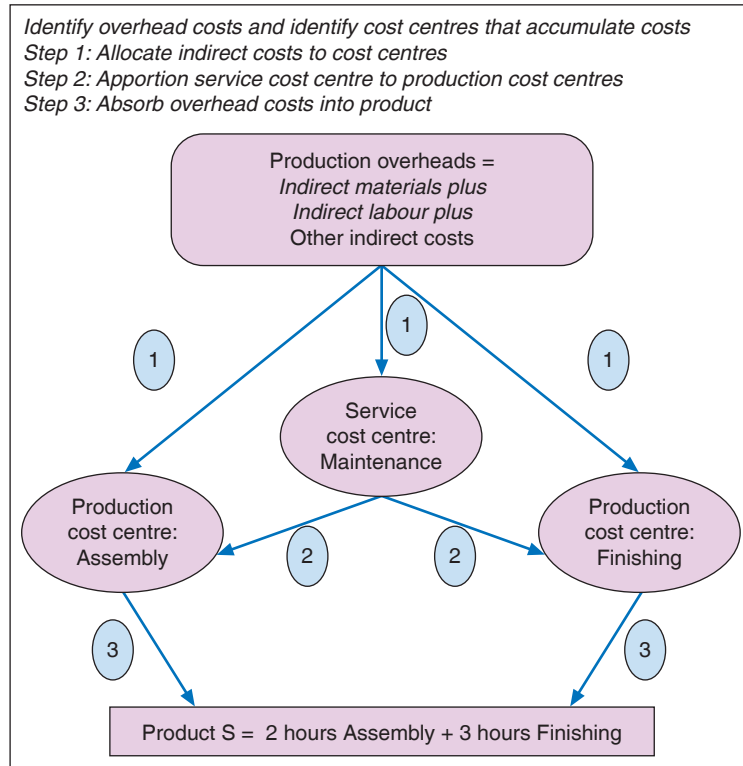 Identify overhead costs and identify cost centres that accumulate costs
Step 1: Allocate indirect costs to cost centres
Step 2: Apportion service cost centre to production cost centres
Step 3: Absorb overhead costs into product
Production overheads =
Indirect materials plus
Indirect labour plus
Other indirect costs
1
1
1
Service
cost centre:
Maintenance
Production
cost centre:
Assembly
Production
cost centre:
Finishing
2
2
3
3
Product S = 2 hours Assembly + 3 hours Finishing